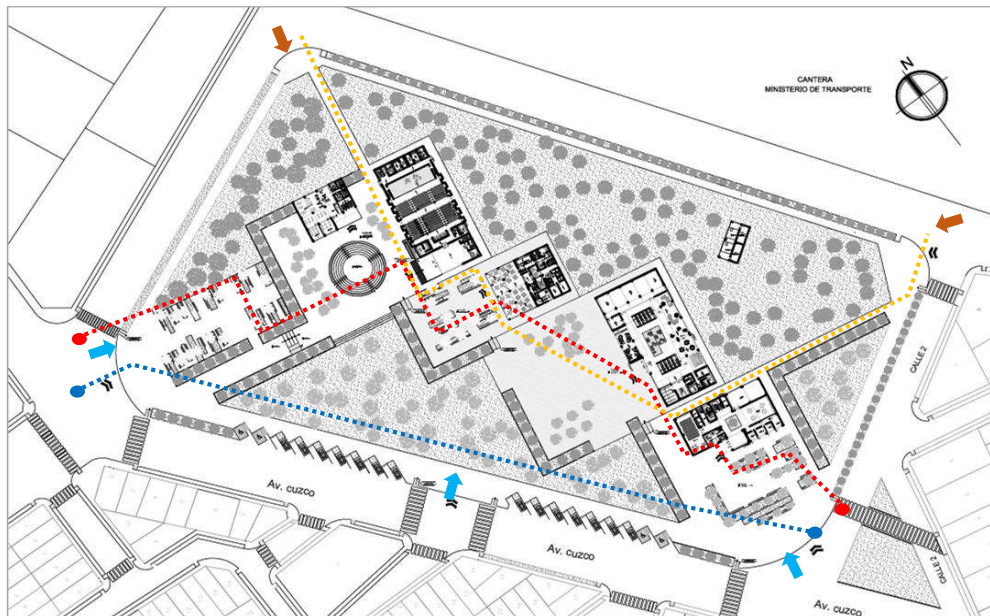 N
CANTERA
MINISTERIO DE TRANSPORTE
CALLE 2
Av. cuzco
Av. cuzco
CALLE 2
Av. cuzco